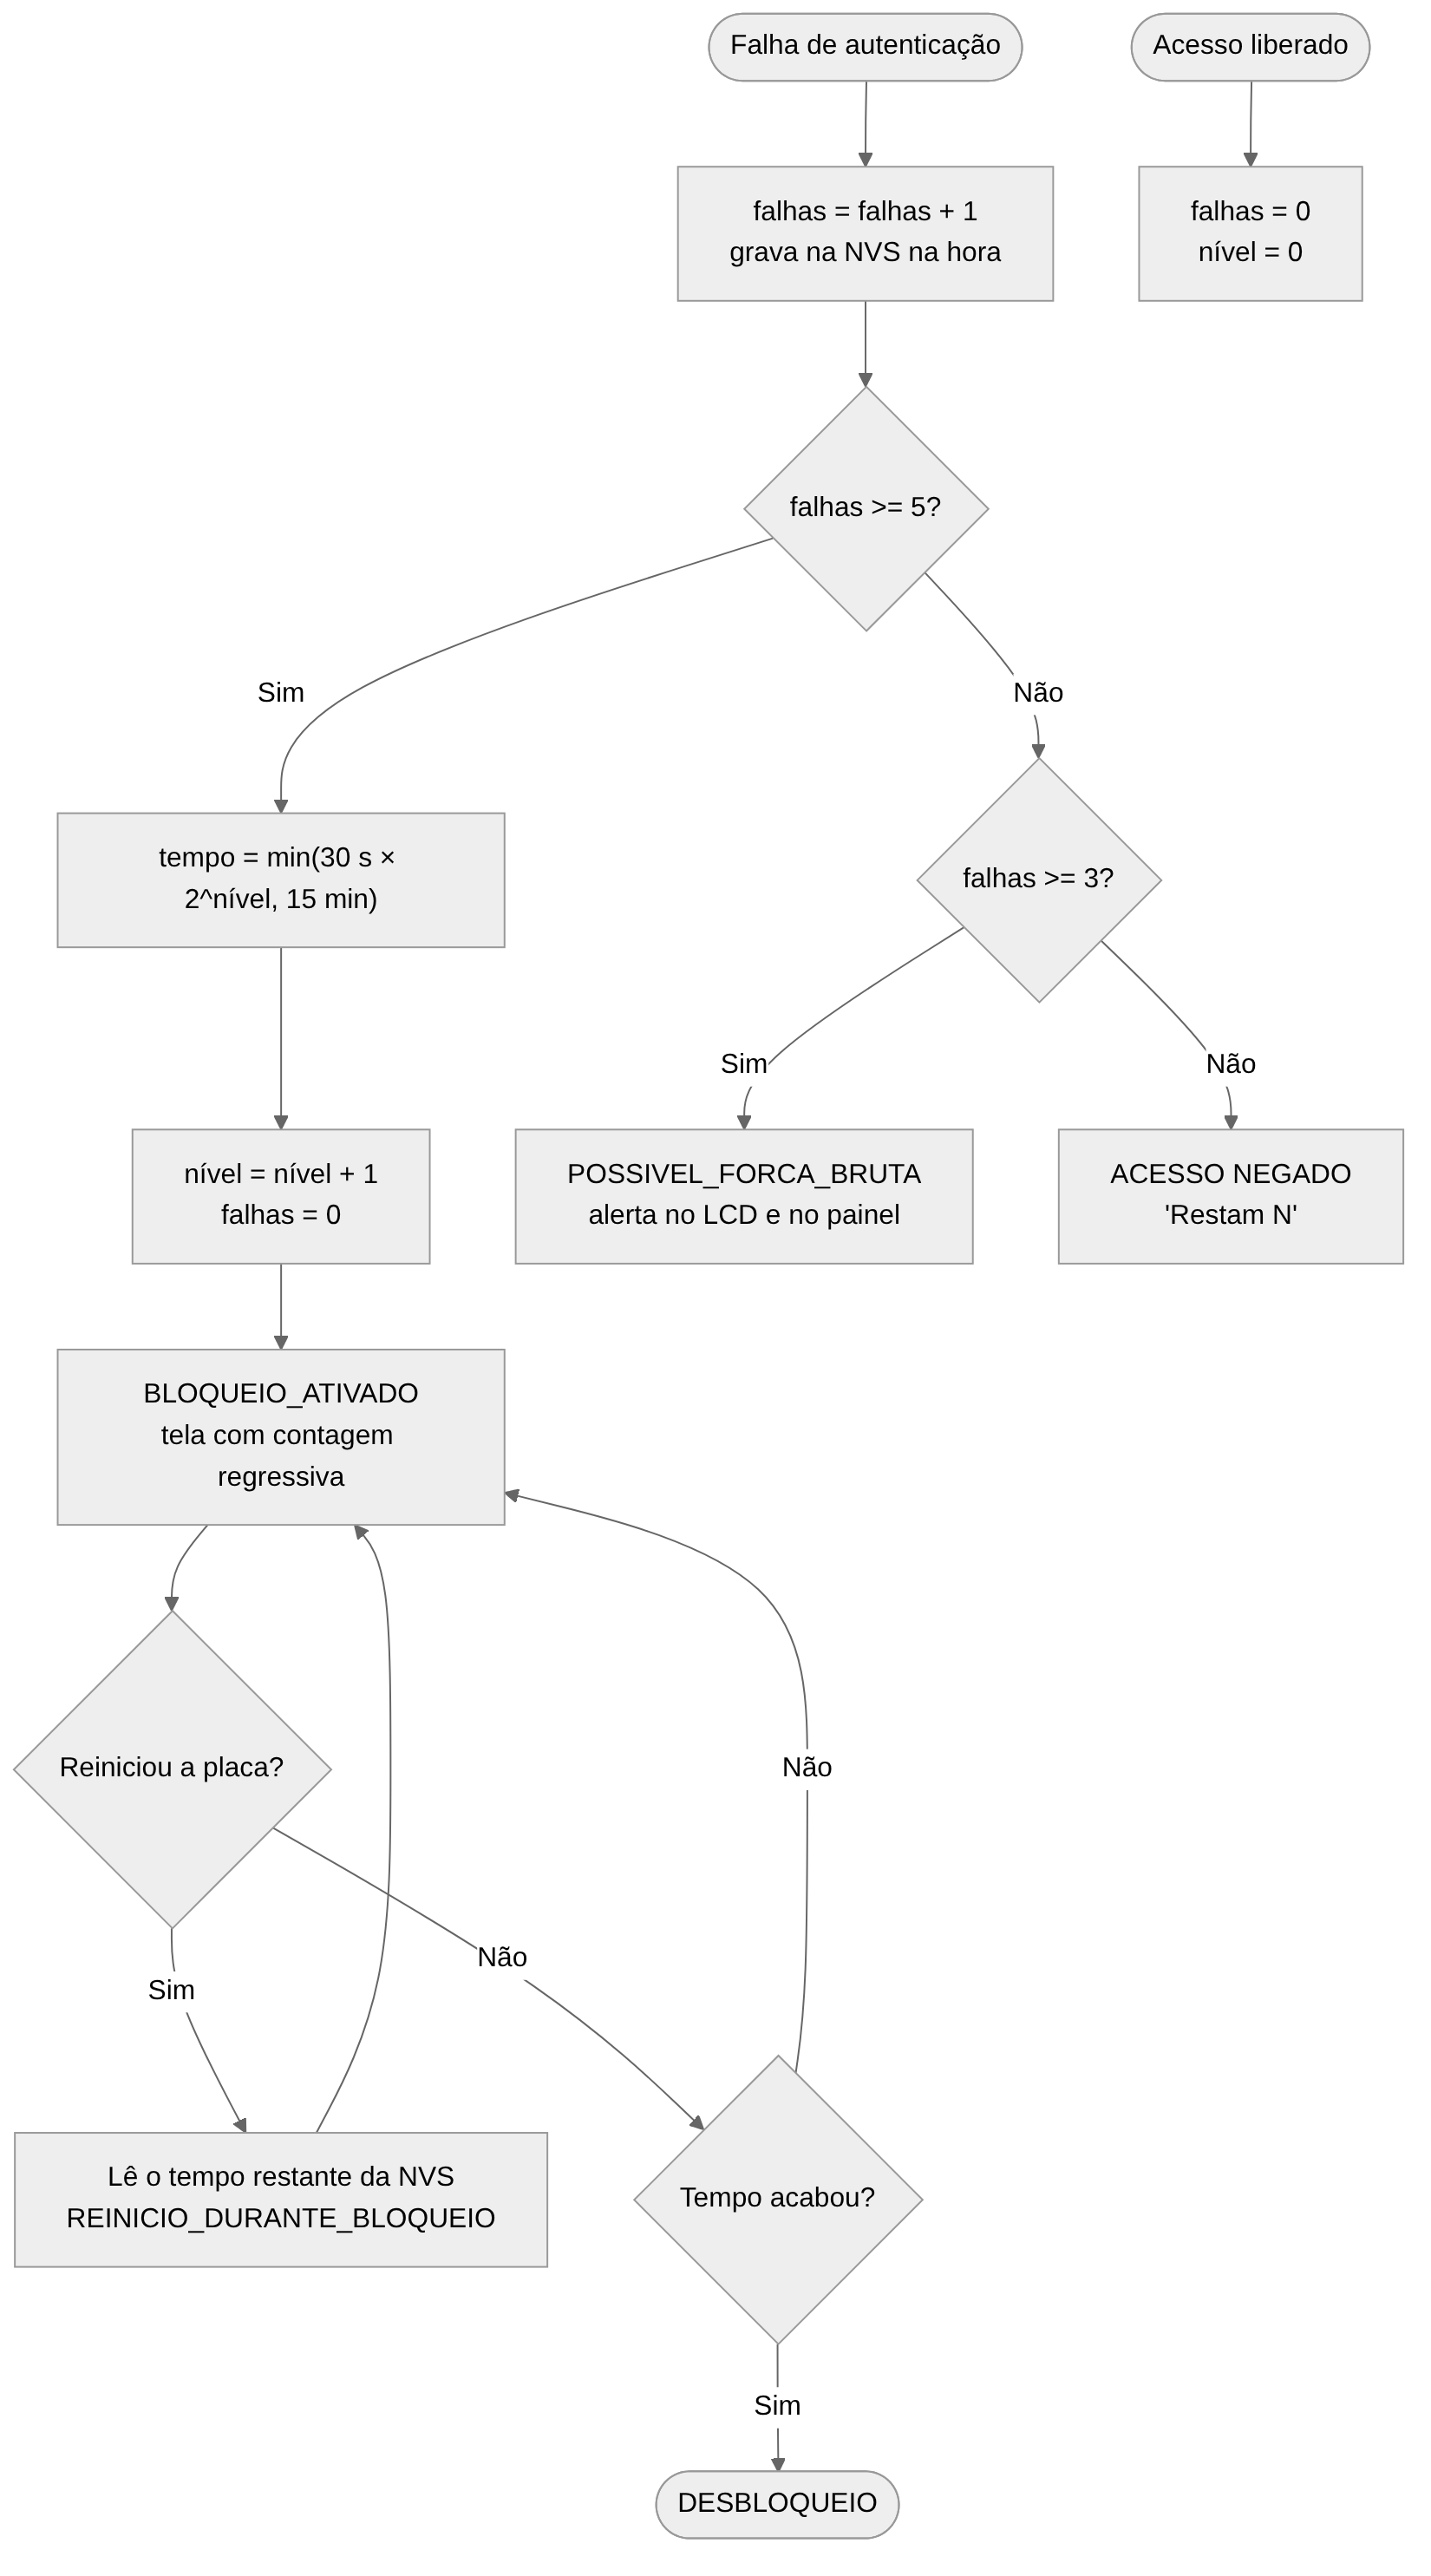 Falha de autenticação
Acesso liberado
falhas = falhas + 1
grava na NVS na hora
falhas = 0
nível = 0
falhas >= 5?
Sim
Não
tempo = min(30 s ×
2^nível, 15 min)
falhas >= 3?
Sim
Não
nível = nível + 1
falhas = 0
POSSIVEL_FORCA_BRUTA
alerta no LCD e no painel
ACESSO NEGADO
'Restam N'
BLOQUEIO_ATIVADO
tela com contagem
regressiva
Reiniciou a placa?
Não
Não
Sim
Lê o tempo restante da NVS
REINICIO_DURANTE_BLOQUEIO
Tempo acabou?
Sim
DESBLOQUEIO